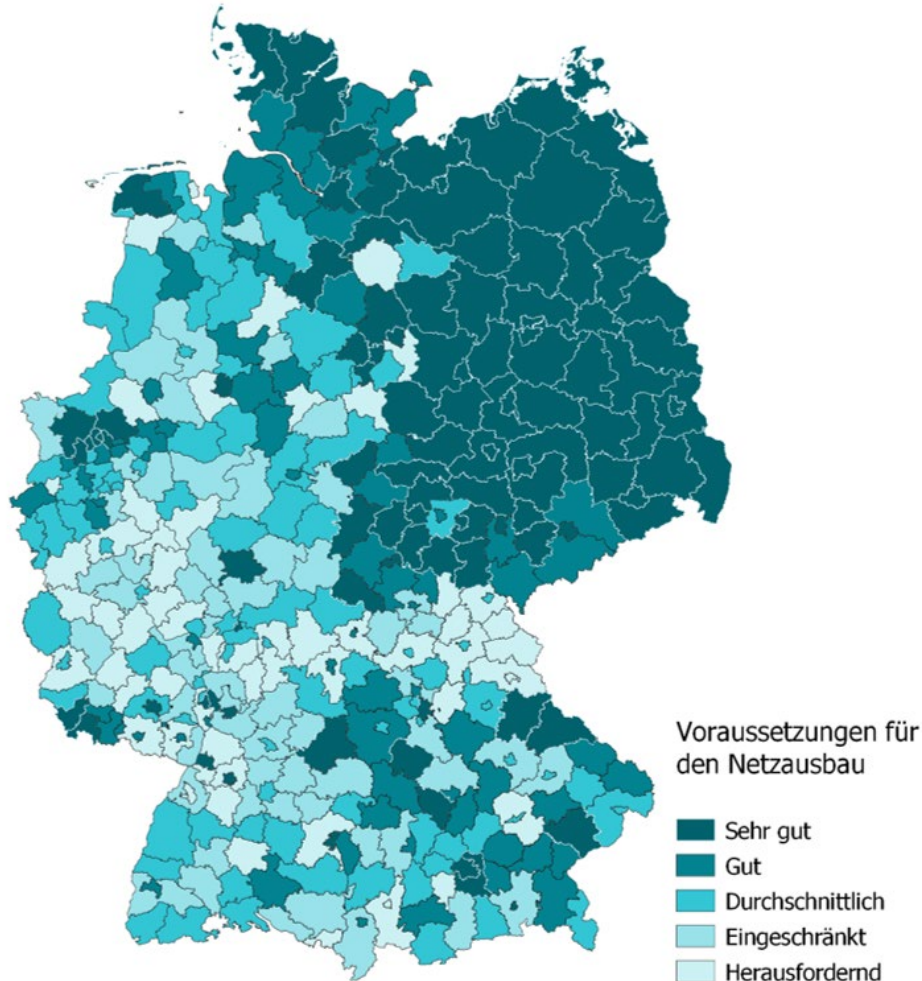 Voraussetzungen für
den Netzausbau
Sehr gut
Gut
Durchschnittlich
Eingeschränkt
Herausfordernd